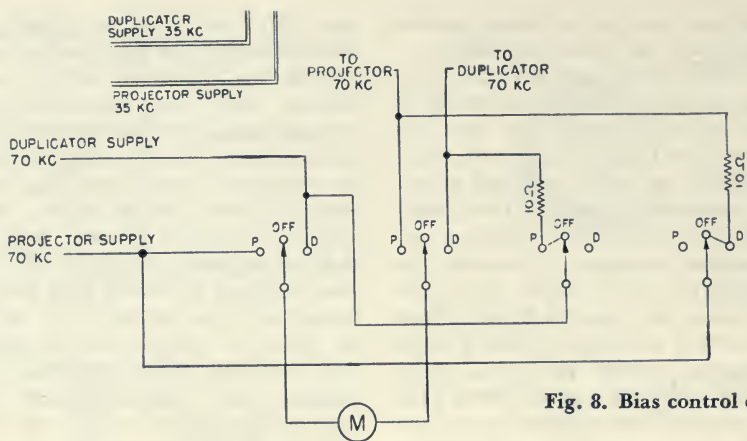 DUPLICATOR
SUPPLY 35 KC
PROJECTOR SUPPLY
35 KC
TO
PROJECTOR
70 KC
TO
DUPLICATOR
70 KC
DUPLICATOR SUPPLY
70 KC
PROJECTOR SUPPLY
70 KC
10 Ω
10 Ω
P OFF D
P OFF D
P OFF D
P OFF D
M
Fig. 8. Bias control